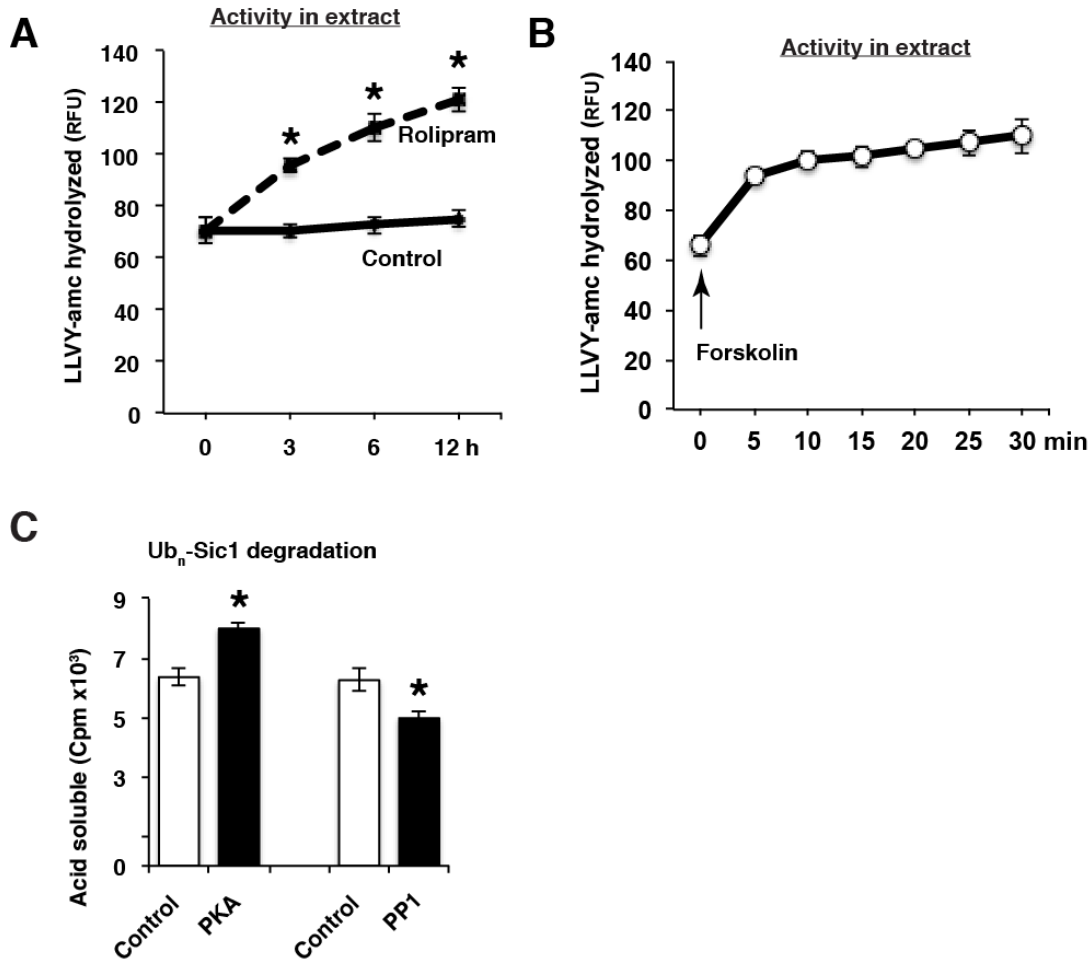 A
Activity in extract
LLVY-amc hydrolyzed (RFU)
140
120
100
80
60
40
20
0
*
*
*
Rolipram
Control
0 3 6 12 h
B
Activity in extract
LLVY-amc hydrolyzed (RFU)
140
120
100
80
60
40
20
0
Forskolin
0 5 10 15 20 25 30 min
C
Ubn-Sic1 degradation
Acid soluble (Cpm x10³)
9
7
5
3
0
*
*
Control PKA Control PP1